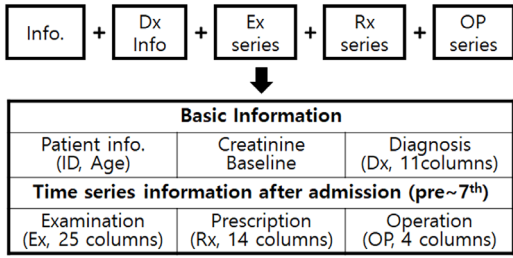 Info. + Dx Info + Ex series + Rx series + OP series
Basic Information
Patient info. (ID, Age) Creatinine Baseline Diagnosis (Dx, 11columns)
Time series information after admission (pre~7th)
Examination (Ex, 25 columns) Prescription (Rx, 14 columns) Operation (OP, 4 columns)